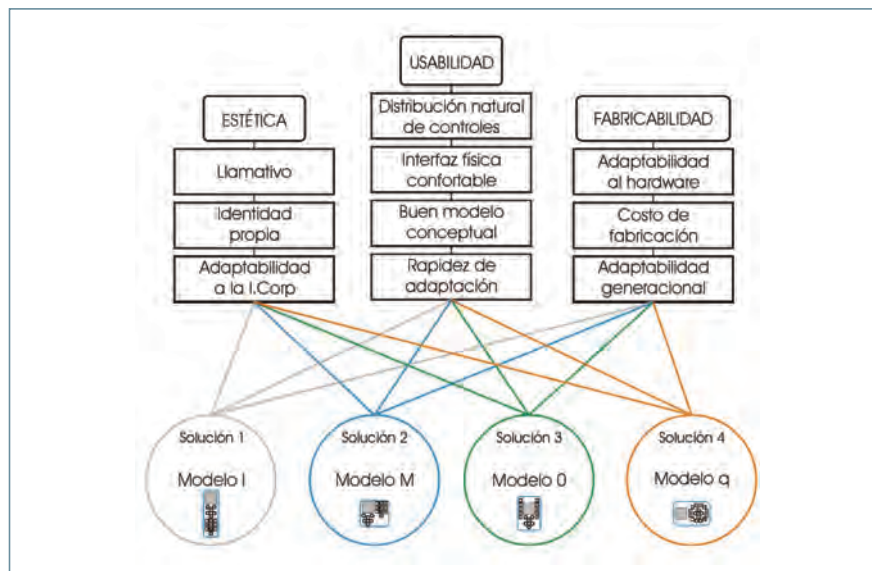 USABILIDAD
Distribución natural
de controles
Interfaz física
confortable
Buen modelo
conceptual
Rapidez de
adaptación
ESTÉTICA
Llamativo
Identidad
propia
Adaptabilidad
a la I.Corp
FABRICABILIDAD
Adaptabilidad
al hardware
Costo de
fabricación
Adaptabilidad
generacional
Solución 1
Modelo I
Solución 2
Modelo M
Solución 3
Modelo 0
Solución 4
Modelo q